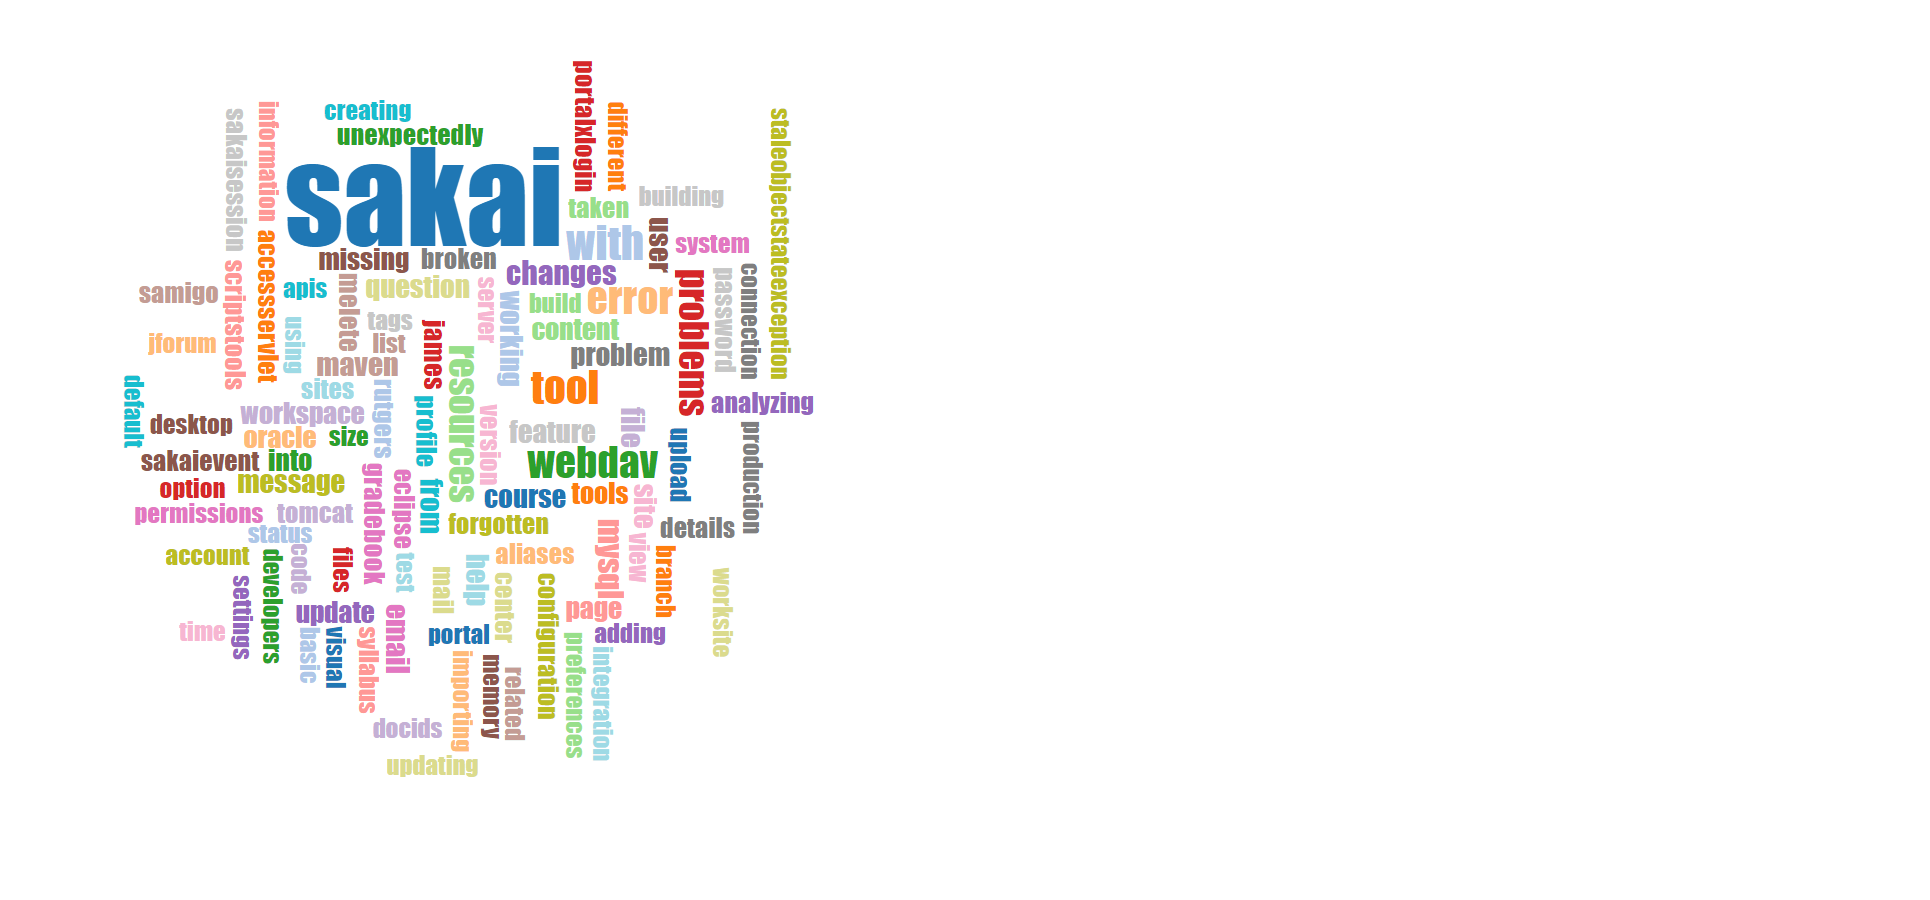 portalxlogin
creating
different
information
sakaisession
staleobjectstateexception
unexpectedly
sakai
building
taken
user
with
accessservlet
system
missing
broken
changes
scriptstools
problems
password
connection
samigo
apis
melete
question
server
working
build
error
using
tags
james
content
jforum
list
problem
maven
resources
tool
default
sites
rutgers
profile
analyzing
desktop
workspace
version
file
oracle
size
feature
upload
production
sakaievent
into
webdav
option
message
gradebook
eclipse
from
course
tools
site
permissions
tomcat
forgotten
mysql
details
status
view
account
developers
code
files
test
help
aliases
branch
settings
mail
center
configuration
worksite
update
email
page
time
basic
visual
syllabus
portal
preferences
adding
importing
memory
related
integration
docids
updating